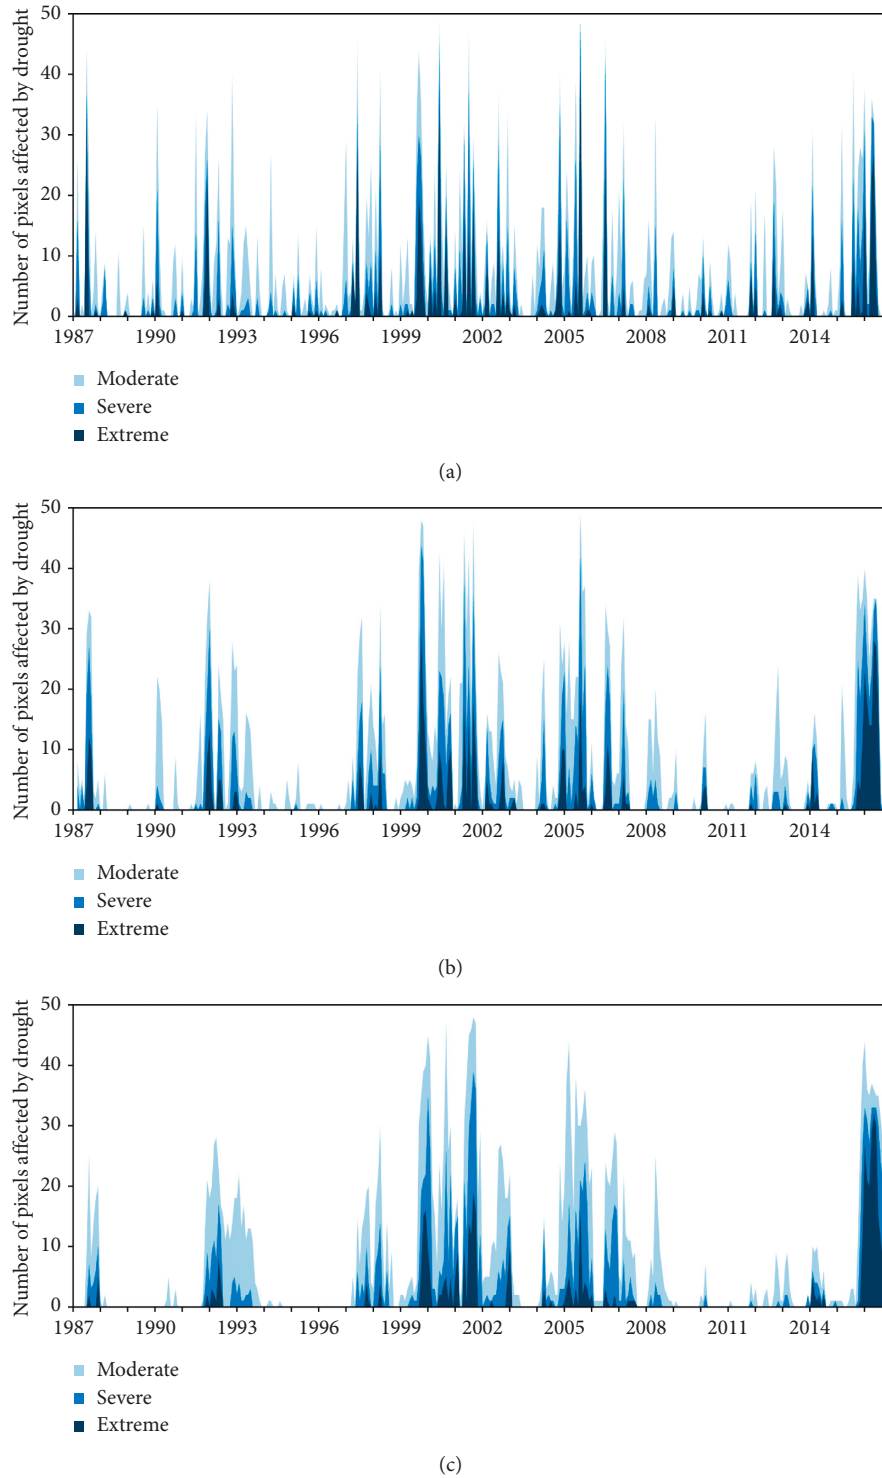 Number of pixels affected by drought
50
40
30
20
10
0
1987 1990 1993 1996 1999 2002 2005 2008 2011 2014
Moderate
Severe
Extreme
(a)
Number of pixels affected by drought
50
40
30
20
10
0
1987 1990 1993 1996 1999 2002 2005 2008 2011 2014
Moderate
Severe
Extreme
(b)
Number of pixels affected by drought
50
40
30
20
10
0
1987 1990 1993 1996 1999 2002 2005 2008 2011 2014
Moderate
Severe
Extreme
(c)